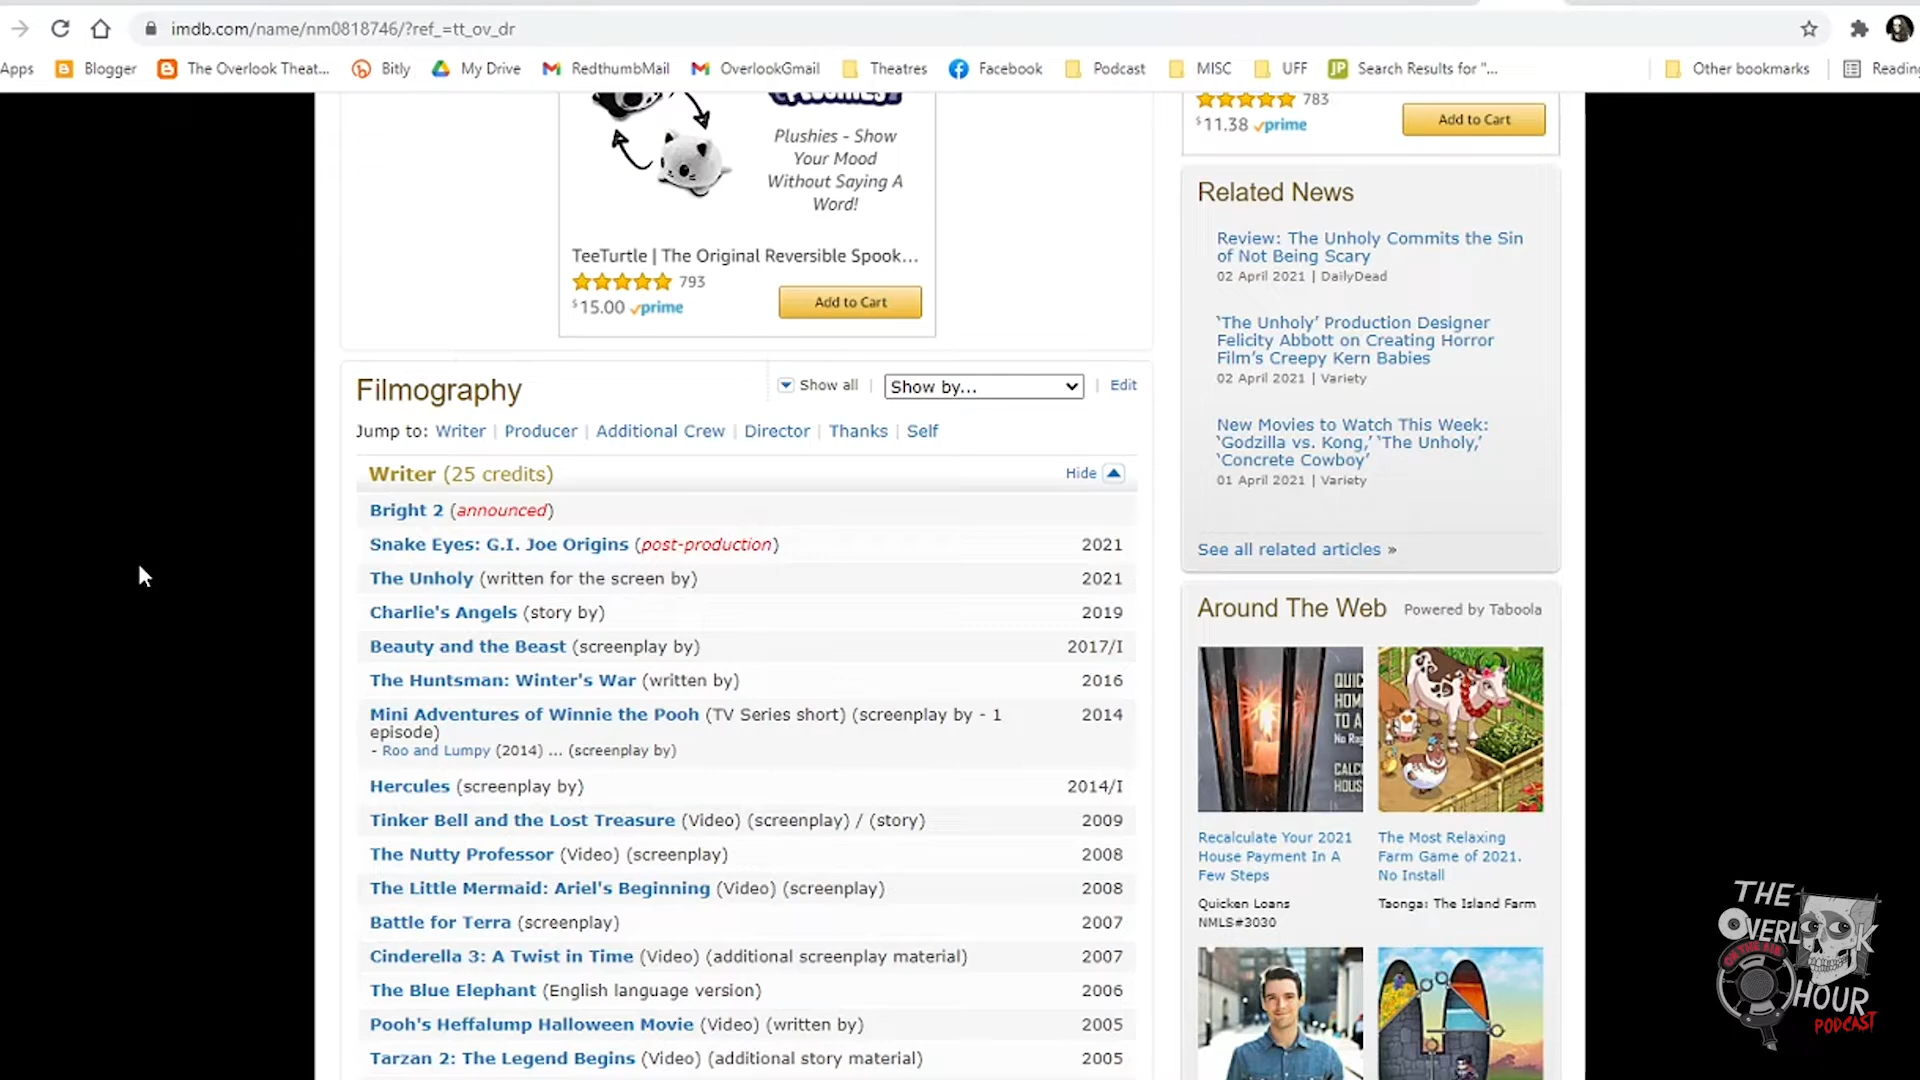 imdb.com/name/nm0818746/?ref_=tt_ov_dr
Apps
Blogger
The Overlook Theat...
Bitly
My Drive
RedthumbMail
OverlookGmail
Theatres
Facebook
Podcast
MISC
UFF
JP
Search Results for "...
Other bookmarks
Reading
Plushies - Show
Your Mood
Without Saying A
Word!
TeeTurtle | The Original Reversible Spook...
793
$15.00 prime
Add to Cart
783
$11.38 prime
Add to Cart
Filmography
Show all | Show by... | Edit
Jump to: Writer | Producer | Additional Crew | Director | Thanks | Self
Writer (25 credits)
Hide
Bright 2 (announced)
Snake Eyes: G.I. Joe Origins (post-production) 2021
The Unholy (written for the screen by) 2021
Charlie's Angels (story by) 2019
Beauty and the Beast (screenplay by) 2017/I
The Huntsman: Winter's War (written by) 2016
Mini Adventures of Winnie the Pooh (TV Series short) (screenplay by - 1 2014
episode)
- Roo and Lumpy (2014) ... (screenplay by)
Hercules (screenplay by) 2014/I
Tinker Bell and the Lost Treasure (Video) (screenplay) / (story) 2009
The Nutty Professor (Video) (screenplay) 2008
The Little Mermaid: Ariel's Beginning (Video) (screenplay) 2008
Battle for Terra (screenplay) 2007
Cinderella 3: A Twist in Time (Video) (additional screenplay material) 2007
The Blue Elephant (English language version) 2006
Pooh's Heffalump Halloween Movie (Video) (written by) 2005
Tarzan 2: The Legend Begins (Video) (additional story material) 2005
Related News
Review: The Unholy Commits the Sin
of Not Being Scary
02 April 2021 | DailyDead
‘The Unholy’ Production Designer
Felicity Abbott on Creating Horror
Film’s Creepy Kern Babies
02 April 2021 | Variety
New Movies to Watch This Week:
‘Godzilla vs. Kong,’ ‘The Unholy,’
‘Concrete Cowboy’
01 April 2021 | Variety
See all related articles »
Around The Web
Powered by Taboola
Recalculate Your 2021
House Payment In A
Few Steps
Quicken Loans
NMLS#3030
The Most Relaxing
Farm Game of 2021.
No Install
Taonga: The Island Farm
THE
OVERLOOK
ON THE AIR
HOUR
PODCAST